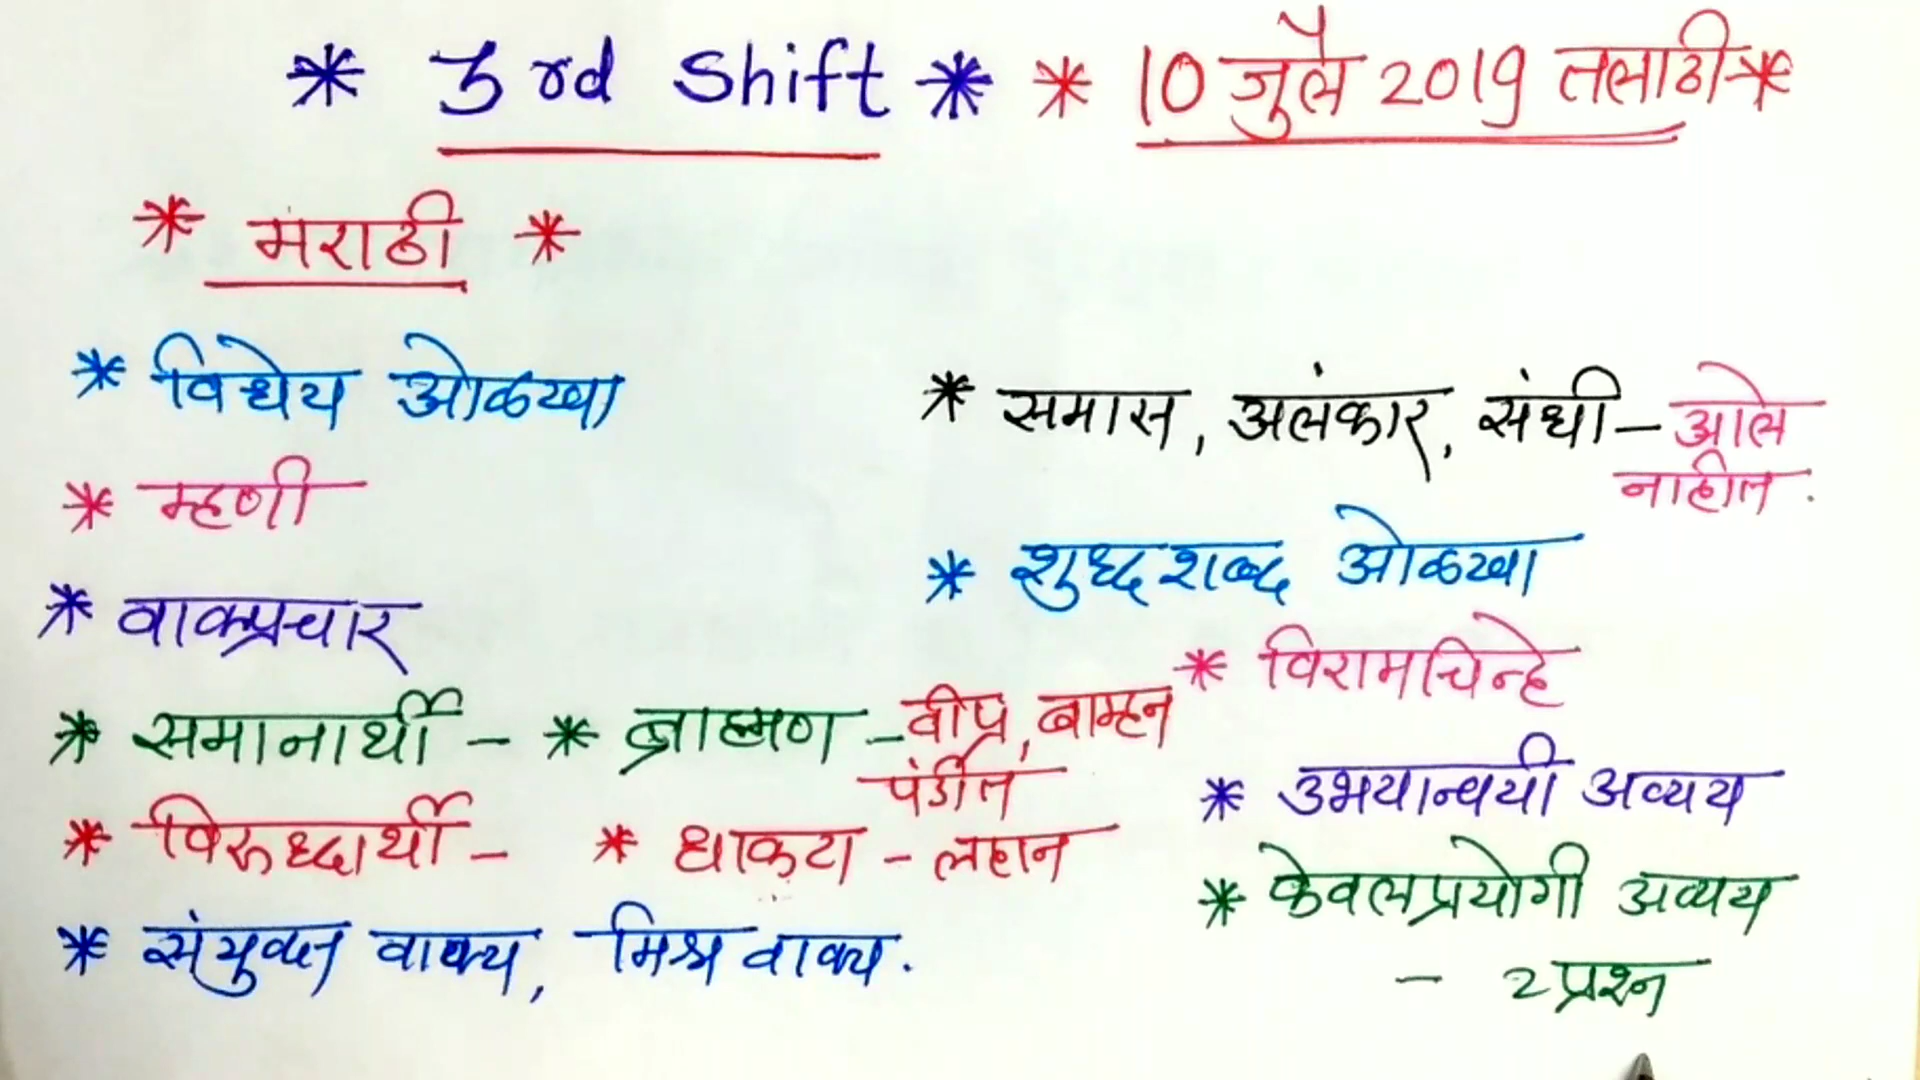 * 3rd Shift * * 10 जुलै 2019 तलाठी *
* मराठी *
* विधेय ओळखा
* म्हणी
* वाक्प्रचार
* समानार्थी - * ब्राह्मण - वीप्र, बाम्हन
पंडीत
* विरुध्दार्थी - * धाकटा - लहान
* संयुक्त वाक्य, मिश्र वाक्य.
* समास, अलंकार, संधी - आले
नाहीत.
* शुध्द शब्द ओळखा
* विरामचिन्हे
* उभयान्वयी अव्यय
* केवलप्रयोगी अव्यय
- २ प्रश्न